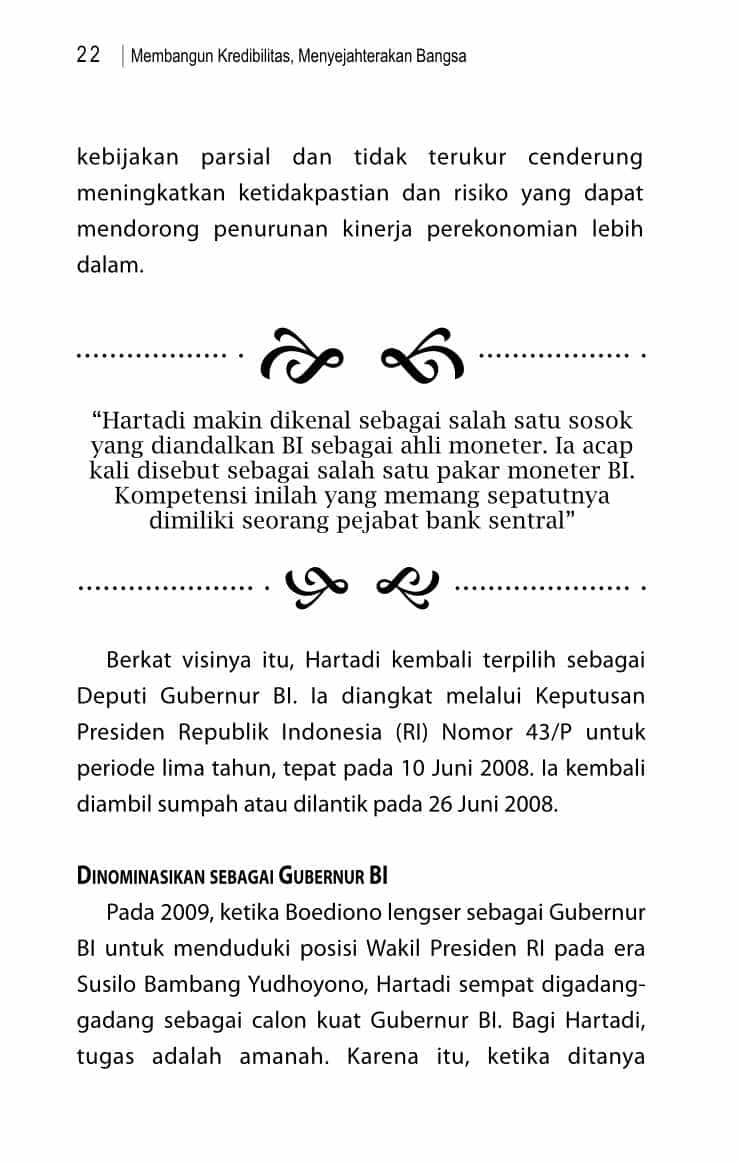 22 | Membangun Kredibilitas, Menyejahterakan Bangsa
kebijakan parsial dan tidak terukur cenderung
meningkatkan ketidakpastian dan risiko yang dapat
mendorong penurunan kinerja perekonomian lebih
dalam.
“Hartadi makin dikenal sebagai salah satu sosok
yang diandalkan BI sebagai ahli moneter. Ia acap
kali disebut sebagai salah satu pakar moneter BI.
Kompetensi inilah yang memang sepatutnya
dimiliki seorang pejabat bank sentral”
Berkat visinya itu, Hartadi kembali terpilih sebagai
Deputi Gubernur BI. Ia diangkat melalui Keputusan
Presiden Republik Indonesia (RI) Nomor 43/P untuk
periode lima tahun, tepat pada 10 Juni 2008. Ia kembali
diambil sumpah atau dilantik pada 26 Juni 2008.
Dinominasikan sebagai Gubernur BI
Pada 2009, ketika Boediono lengser sebagai Gubernur
BI untuk menduduki posisi Wakil Presiden RI pada era
Susilo Bambang Yudhoyono, Hartadi sempat digadang-
gadang sebagai calon kuat Gubernur BI. Bagi Hartadi,
tugas adalah amanah. Karena itu, ketika ditanya